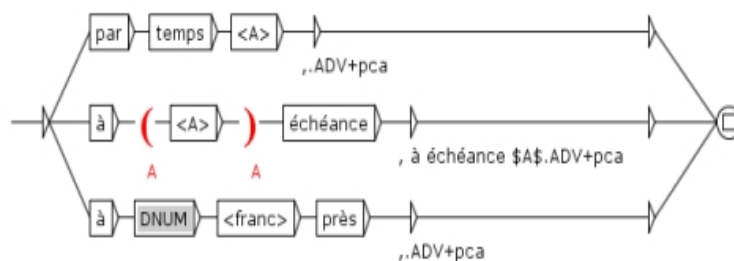 par temps <A>
,.ADV+pca
à ( <A> ) échéance
A A , à échéance $A$.ADV+pca
à DNUM <franc> près
,.ADV+pca